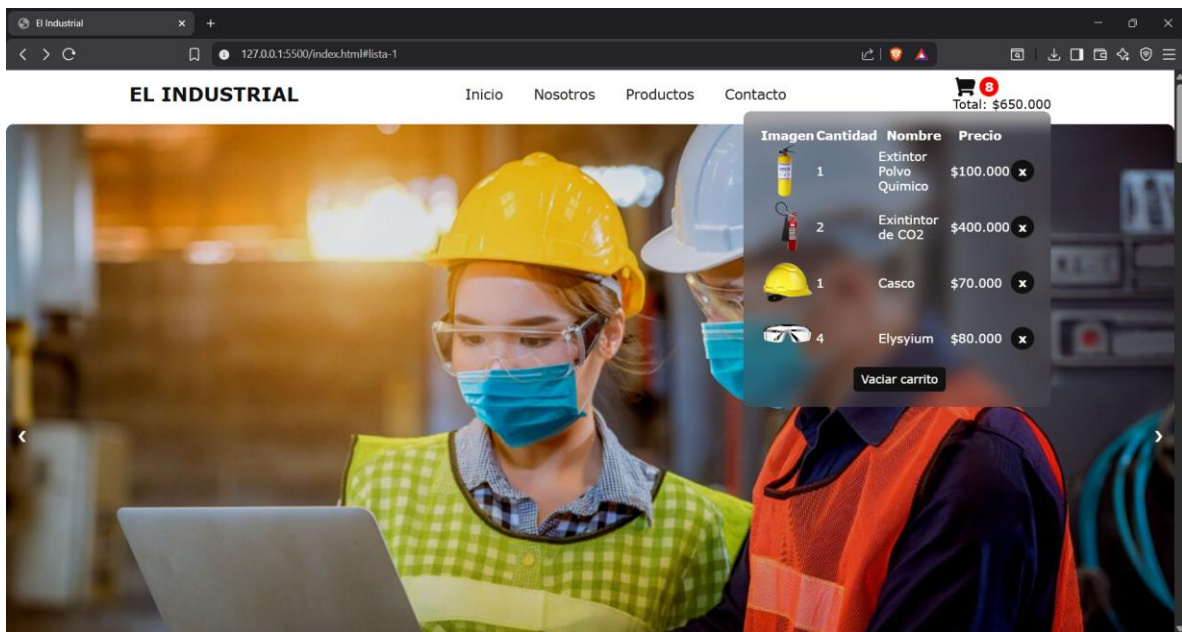 El Industrial
127.0.0.1:5500/index.html#lista-1
EL INDUSTRIAL
Inicio Nosotros Productos Contacto
8
Total: $650.000
Imagen Cantidad Nombre Precio
1 Extintor Polvo Quimico $100.000 x
2 Exintintor de CO2 $400.000 x
1 Casco $70.000 x
4 Elysyium $80.000 x
Vaciar carrito